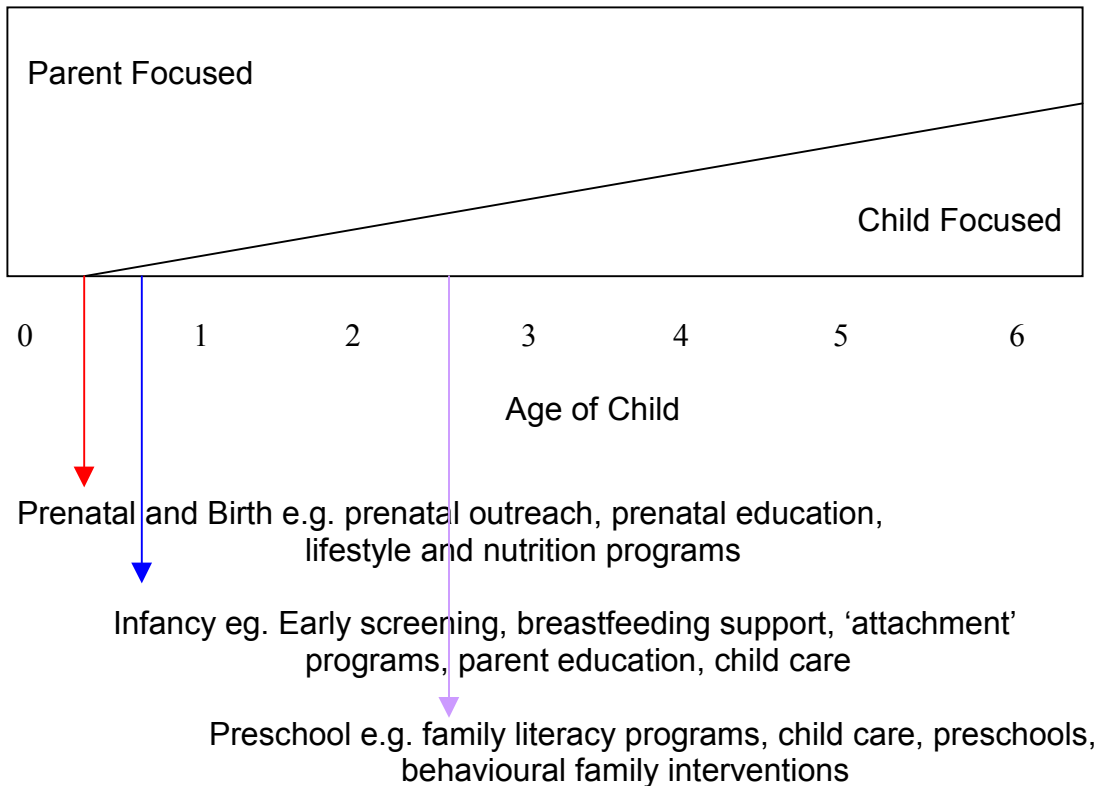 Parent Focused
Child Focused
0 1 2 3 4 5 6
Age of Child
Prenatal and Birth e.g. prenatal outreach, prenatal education,
lifestyle and nutrition programs
Infancy eg. Early screening, breastfeeding support, ‘attachment’
programs, parent education, child care
Preschool e.g. family literacy programs, child care, preschools,
behavioural family interventions